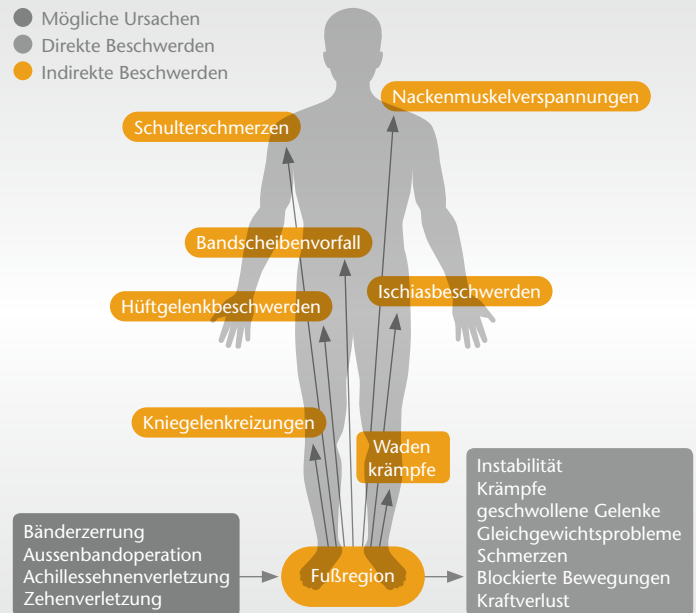 Mögliche Ursachen
Direkte Beschwerden
Indirekte Beschwerden
Nackenmuskelverspannungen
Schulterschmerzen
Bandscheibenvorfall
Ischiasbeschwerden
Hüftgelenkbeschwerden
Kniegelenkreizungen
Waden
krämpfe
Bänderzerrung
Aussenbandoperation
Achillessehnenverletzung
Zehenverletzung
Fußregion
Instabilität
Krämpfe
geschwollene Gelenke
Gleichgewichtsprobleme
Schmerzen
Blockierte Bewegungen
Kraftverlust